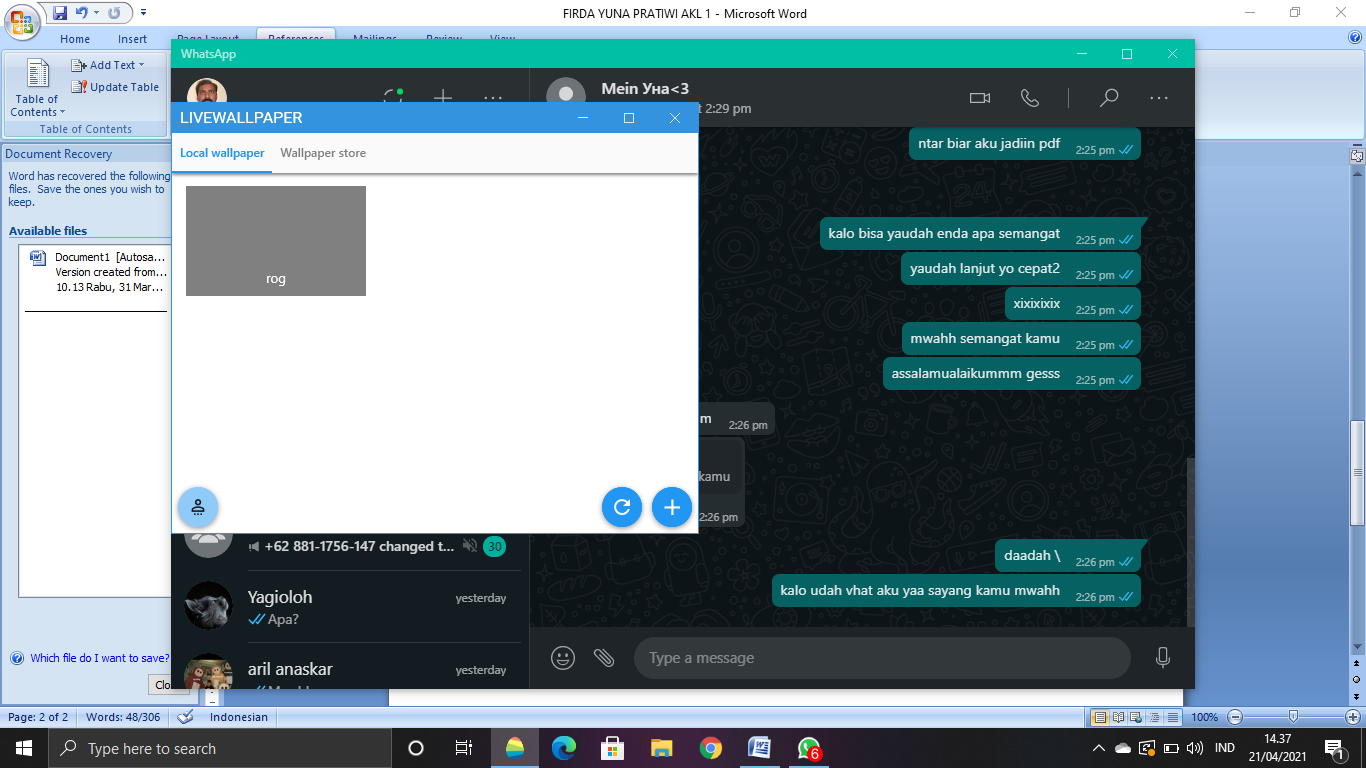 FIRDA YUNA PRATIWI AKL 1 - Microsoft Word
Home Insert Page Layout References Mailings Review View
Table of Contents
Add Text
Update Table
Table of Contents
Document Recovery
Word has recovered the following
files. Save the ones you wish to
keep.
Available files
Document1 [Autosa...
Version created from...
10.13 Rabu, 31 Mar...
Which file do I want to save?
Clo
WhatsApp
LIVEWALLPAPER
Local wallpaper Wallpaper store
rog
+62 881-1756-147 changed t... 30
Yagioloh yesterday
Apa?
aril anaskar yesterday
Mein Уна<3
t 2:29 pm
ntar biar aku jadiin pdf 2:25 pm
kalo bisa yaudah enda apa semangat 2:25 pm
yaudah lanjut yo cepat2 2:25 pm
xixixixix 2:25 pm
mwahh semangat kamu 2:25 pm
assalamualaikummm gesss 2:25 pm
m 2:26 pm
kamu
2:26 pm
daadah \ 2:26 pm
kalo udah vhat aku yaa sayang kamu mwahh 2:26 pm
Type a message
Page: 2 of 2 Words: 48/306 Indonesian 100%
Type here to search
6
IND
14.37
21/04/2021
1